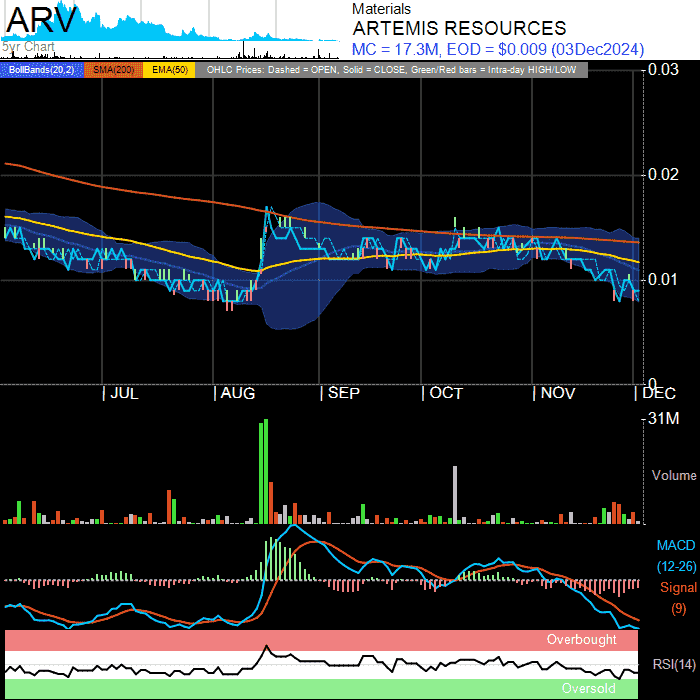 ARV
5yr Chart
Materials
ARTEMIS RESOURCES
MC = 17.3M, EOD = $0.009 (03Dec2024)
BollBands(20,2) SMA(200) EMA(50) OHLC Prices: Dashed = OPEN, Solid = CLOSE, Green/Red bars = Intra-day HIGH/LOW
0.03
0.02
0.01
0
JUL AUG SEP OCT NOV DEC
31M
Volume
MACD
(12-26)
Signal
(9)
Overbought
RSI(14)
Oversold